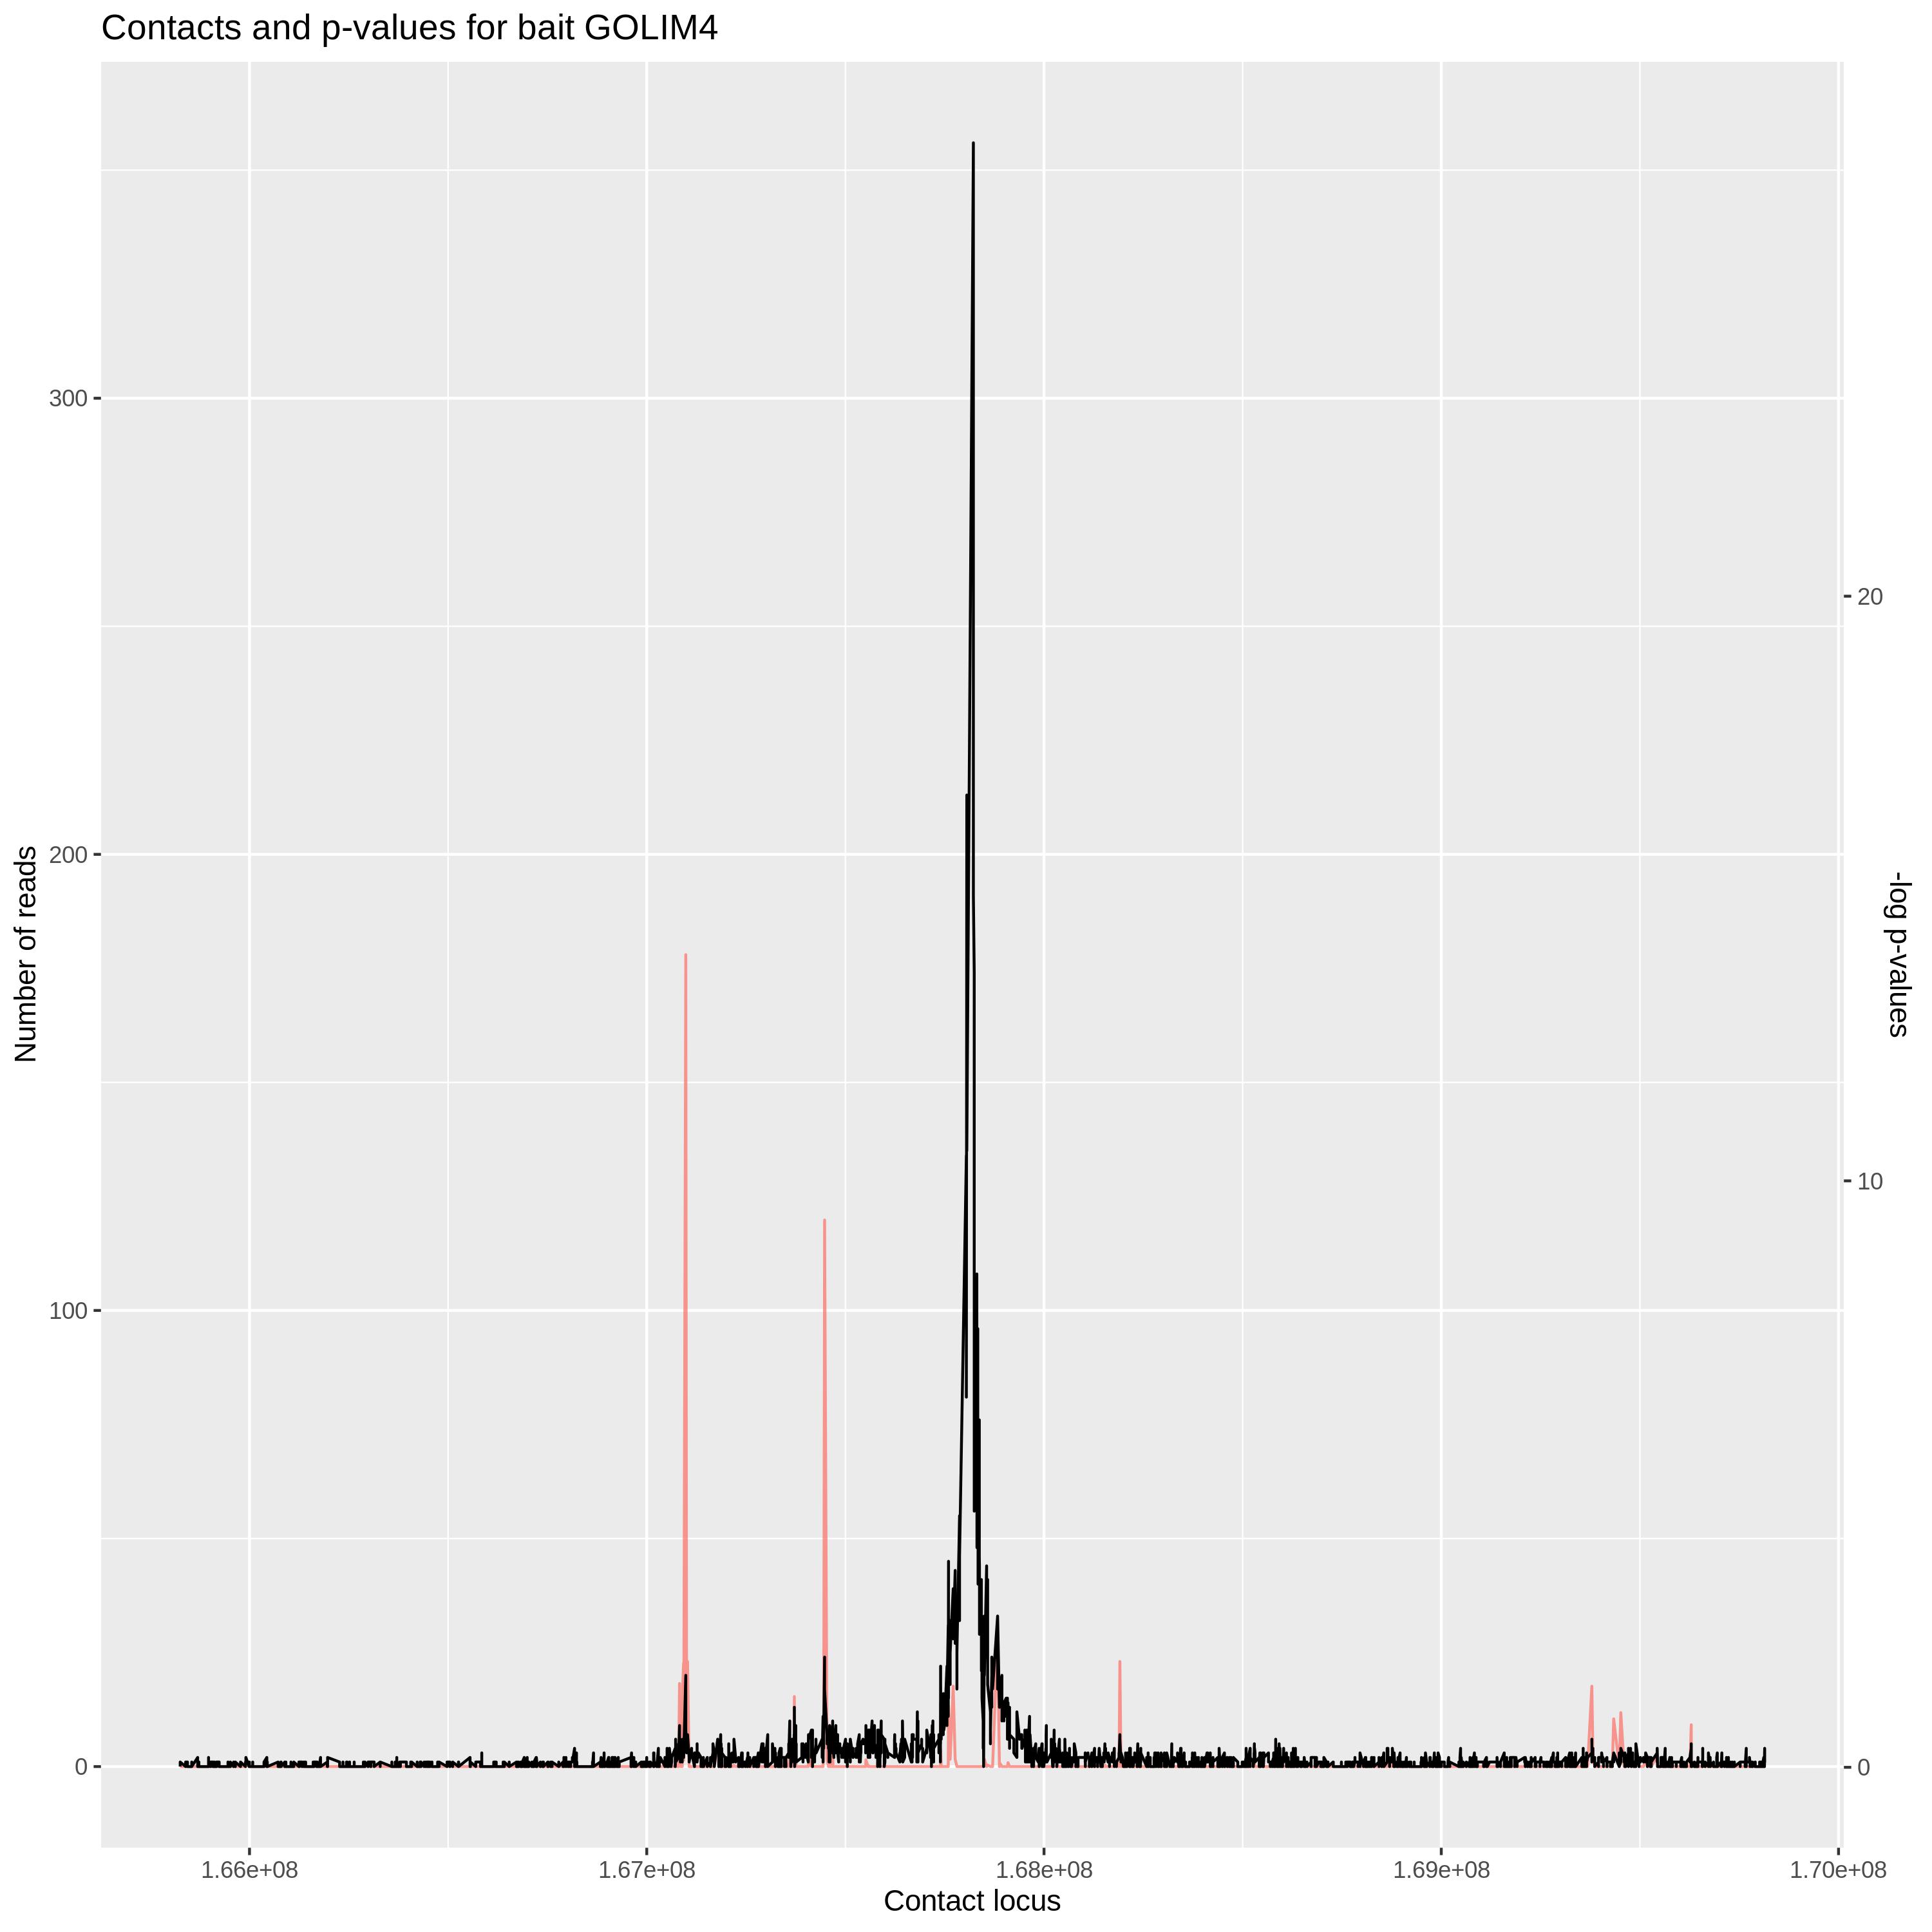 Contacts and p-values for bait GOLIM4
300
200
100
0
Number of reads
20
10
0
-log p-values
1.66e+08
1.67e+08
1.68e+08
1.69e+08
1.70e+08
Contact locus